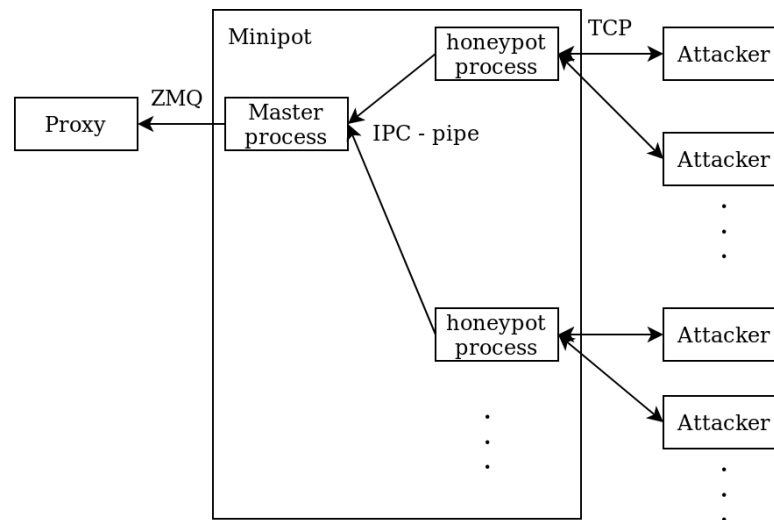 Minipot
honeypot
process
TCP
Attacker
ZMQ
Proxy
Master
process
IPC - pipe
Attacker
honeypot
process
Attacker
Attacker